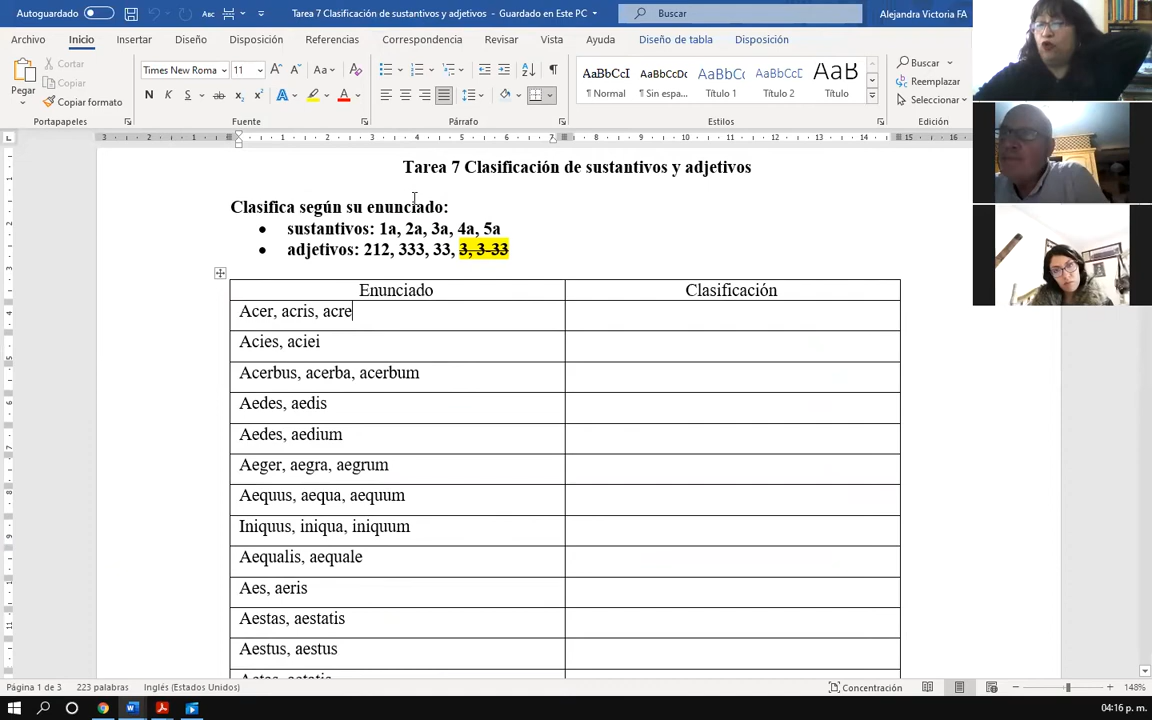 Autoguardado
Tarea 7 Clasificación de sustantivos y adjetivos - Guardado en Este PC
Buscar
Alejandra Victoria FA
Archivo Inicio Insertar Diseño Disposición Referencias Correspondencia Revisar Vista Ayuda Diseño de tabla Disposición
Pegar
Cortar
Copiar
Copiar formato
Times New Roma 11
N K S
AaBbCcI AaBbCcDc AaBbC AaBbCcD AaBb
¶ Normal ¶ Sin espa... Título 1 Título 2 Título
Buscar
Reemplazar
Seleccionar
Portapapeles Fuente Párrafo Estilos Edición
Tarea 7 Clasificación de sustantivos y adjetivos
Clasifica según su enunciado:
• sustantivos: 1a, 2a, 3a, 4a, 5a
• adjetivos: 212, 333, 33, 3, 3-33
Enunciado Clasificación
Acer, acris, acre
Acies, aciei
Acerbus, acerba, acerbum
Aedes, aedis
Aedes, aedium
Aeger, aegra, aegrum
Aequus, aequa, aequum
Iniquus, iniqua, iniquum
Aequalis, aequale
Aes, aeris
Aestas, aestatis
Aestus, aestus
Página 1 de 3 223 palabras Inglés (Estados Unidos) Concentración 148%
04:16 p. m.